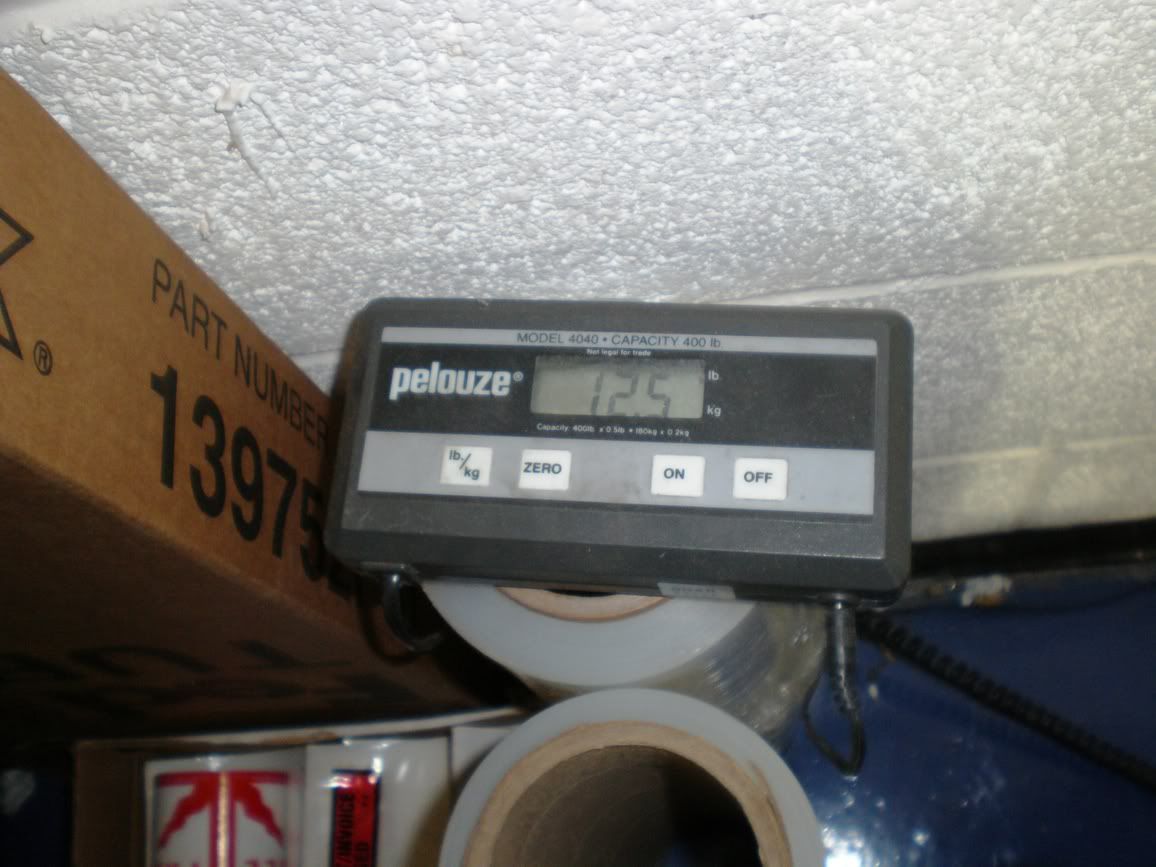 PART NUMBER
MODEL 4040 • CAPACITY 400 lb
Not legal for trade
pelouze®
12.5
lb
kg
Capacity: 400lb x 0.5lb • 180kg x 0.2kg
lb/kg
ZERO
ON
OFF
®
13975